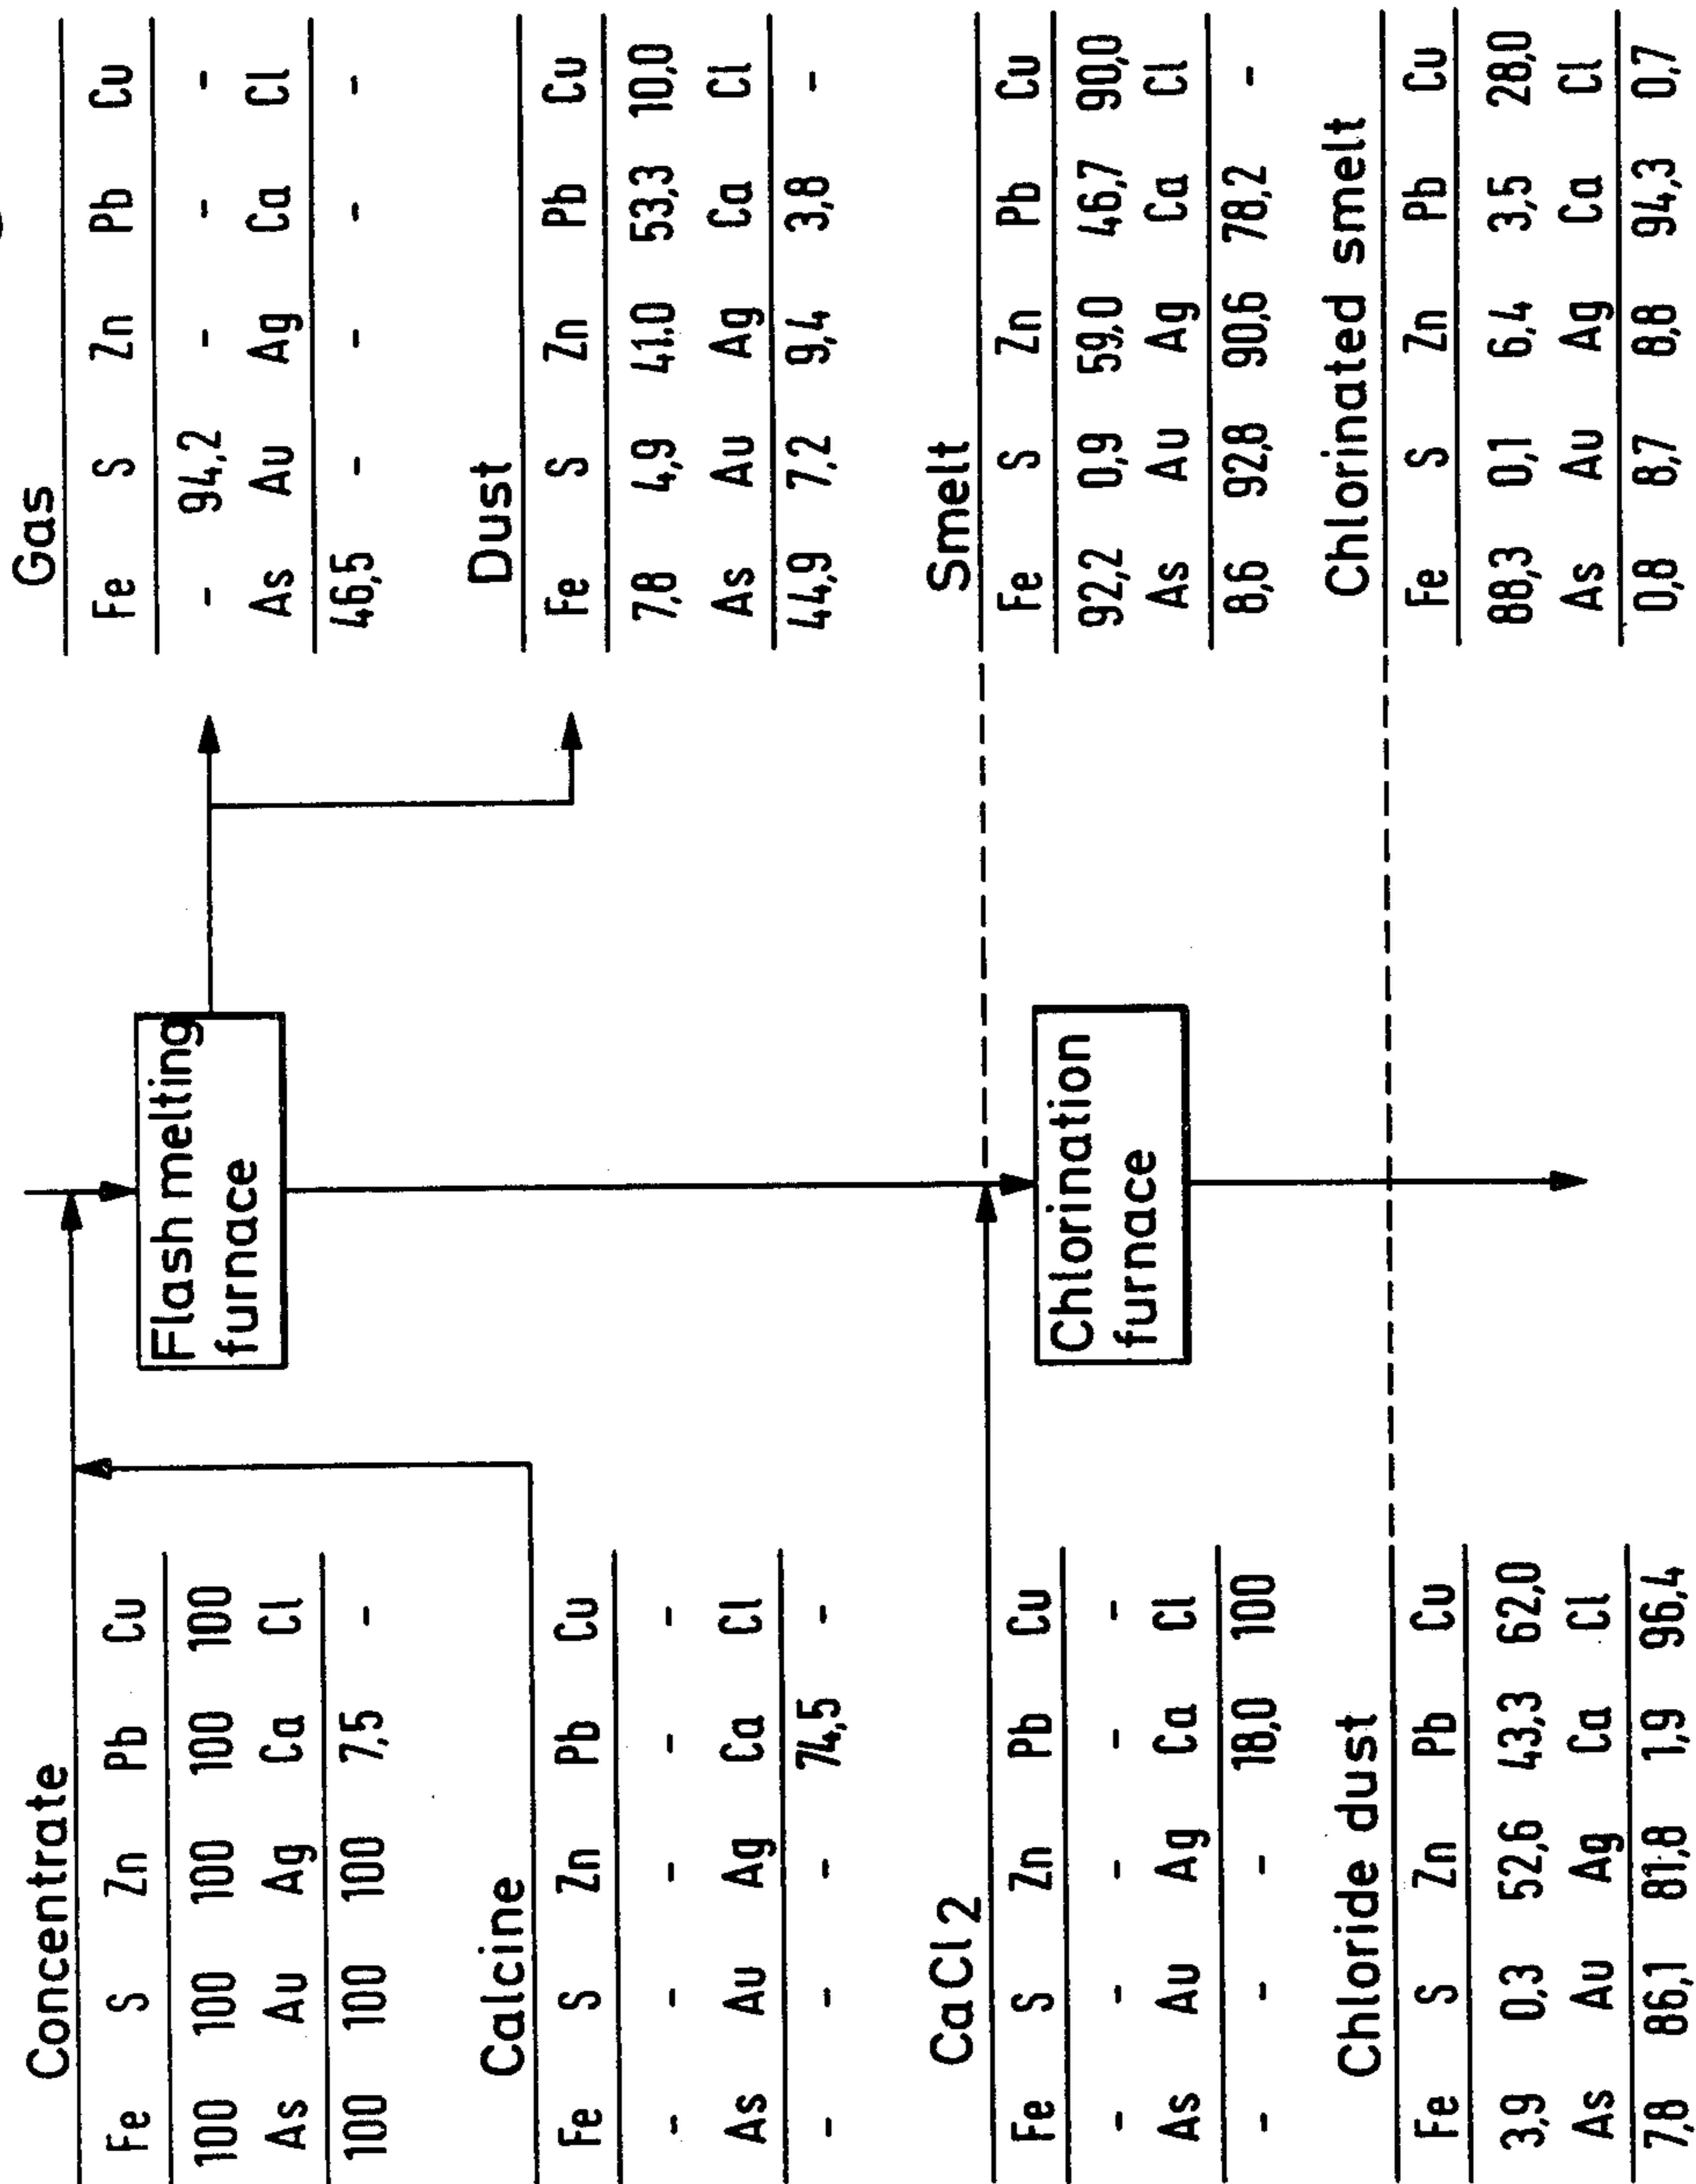 Concentrate
Fe S Zn Pb Cu
100 100 100 100 100
As Au Ag Ca Cl
100 100 100 7,5 -
Calcine
Fe S Zn Pb Cu
- - - - -
As Au Ag Ca Cl
- - - 74,5 -
CaCl2
Fe S Zn Pb Cu
- - - - -
As Au Ag Ca Cl
- - - 18,0 100
Chloride dust
Fe S Zn Pb Cu
3,9 0,3 52,6 43,3 62,0
As Au Ag Ca Cl
7,8 86,1 81,8 1,9 96,4
Flash melting
furnace
Chlorination
furnace
Gas
Fe S Zn Pb Cu
- 94,2 - - -
As Au Ag Ca Cl
46,5 - - - -
Dust
Fe S Zn Pb Cu
7,8 4,9 41,0 53,3 10,0
As Au Ag Ca Cl
44,9 7,2 9,4 3,8 -
Smelt
Fe S Zn Pb Cu
92,2 0,9 59,0 46,7 90,0
As Au Ag Ca Cl
8,6 92,8 90,6 78,2 -
Chlorinated smelt
Fe S Zn Pb Cu
88,3 0,1 6,4 3,5 28,0
As Au Ag Ca Cl
0,8 8,7 8,8 94,3 0,7